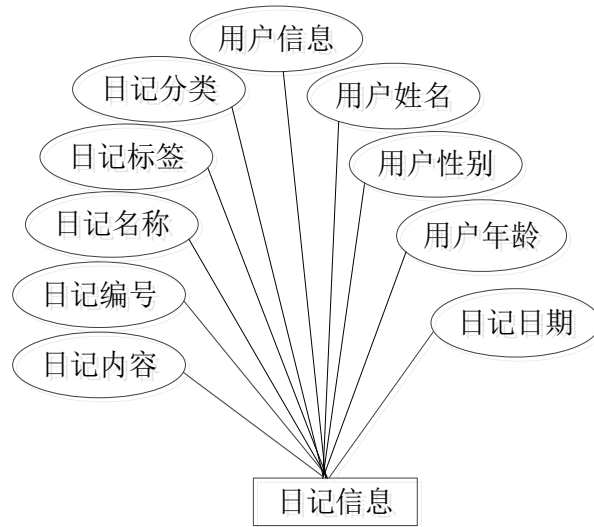 用户信息
日记分类
用户姓名
日记标签
用户性别
日记名称
用户年龄
日记编号
日记日期
日记内容
日记信息